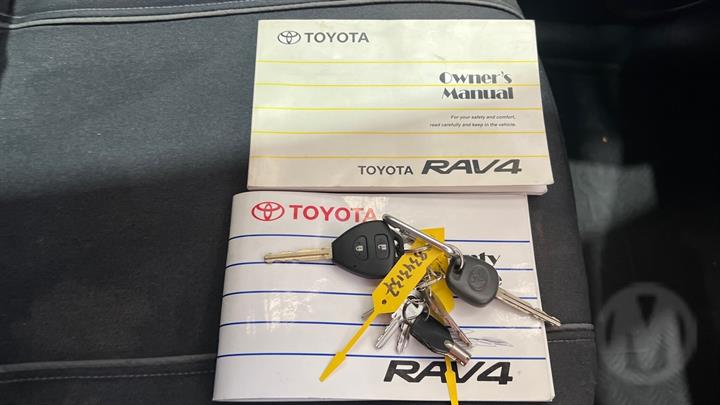 TOYOTA
Owner's
Manual
For your safety and comfort,
read carefully and keep in the vehicle.
TOYOTA RAV4
TOYOTA
RAV4